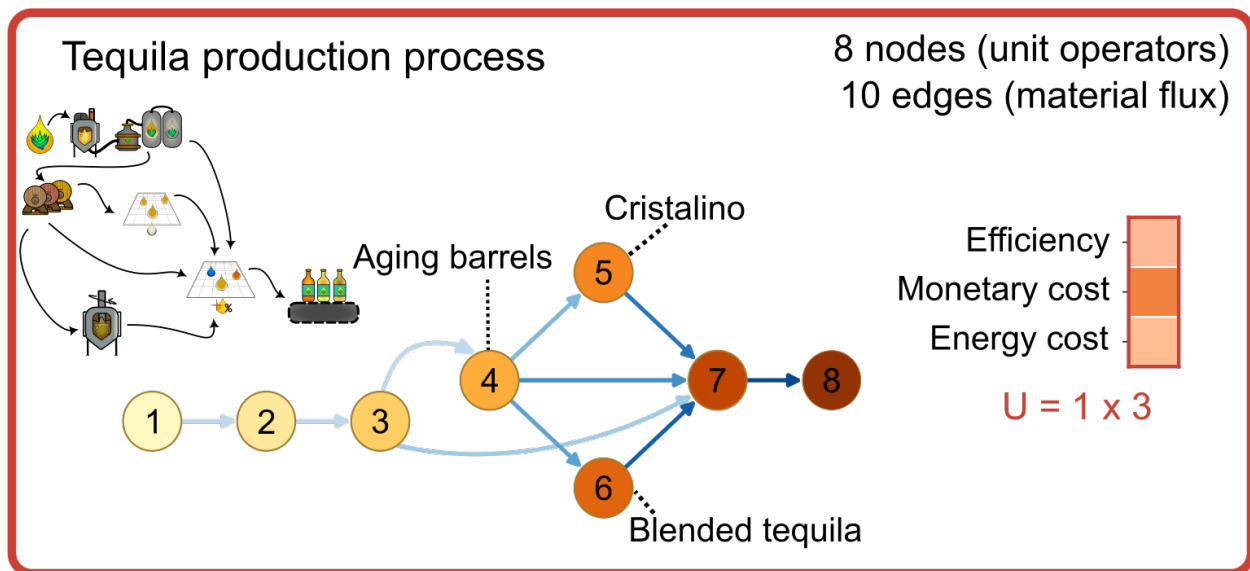 Tequila production process
8 nodes (unit operators)
10 edges (material flux)
%
Cristalino
Aging barrels
5
4
7
8
1
2
3
6
Blended tequila
Efficiency
Monetary cost
Energy cost
U = 1 x 3